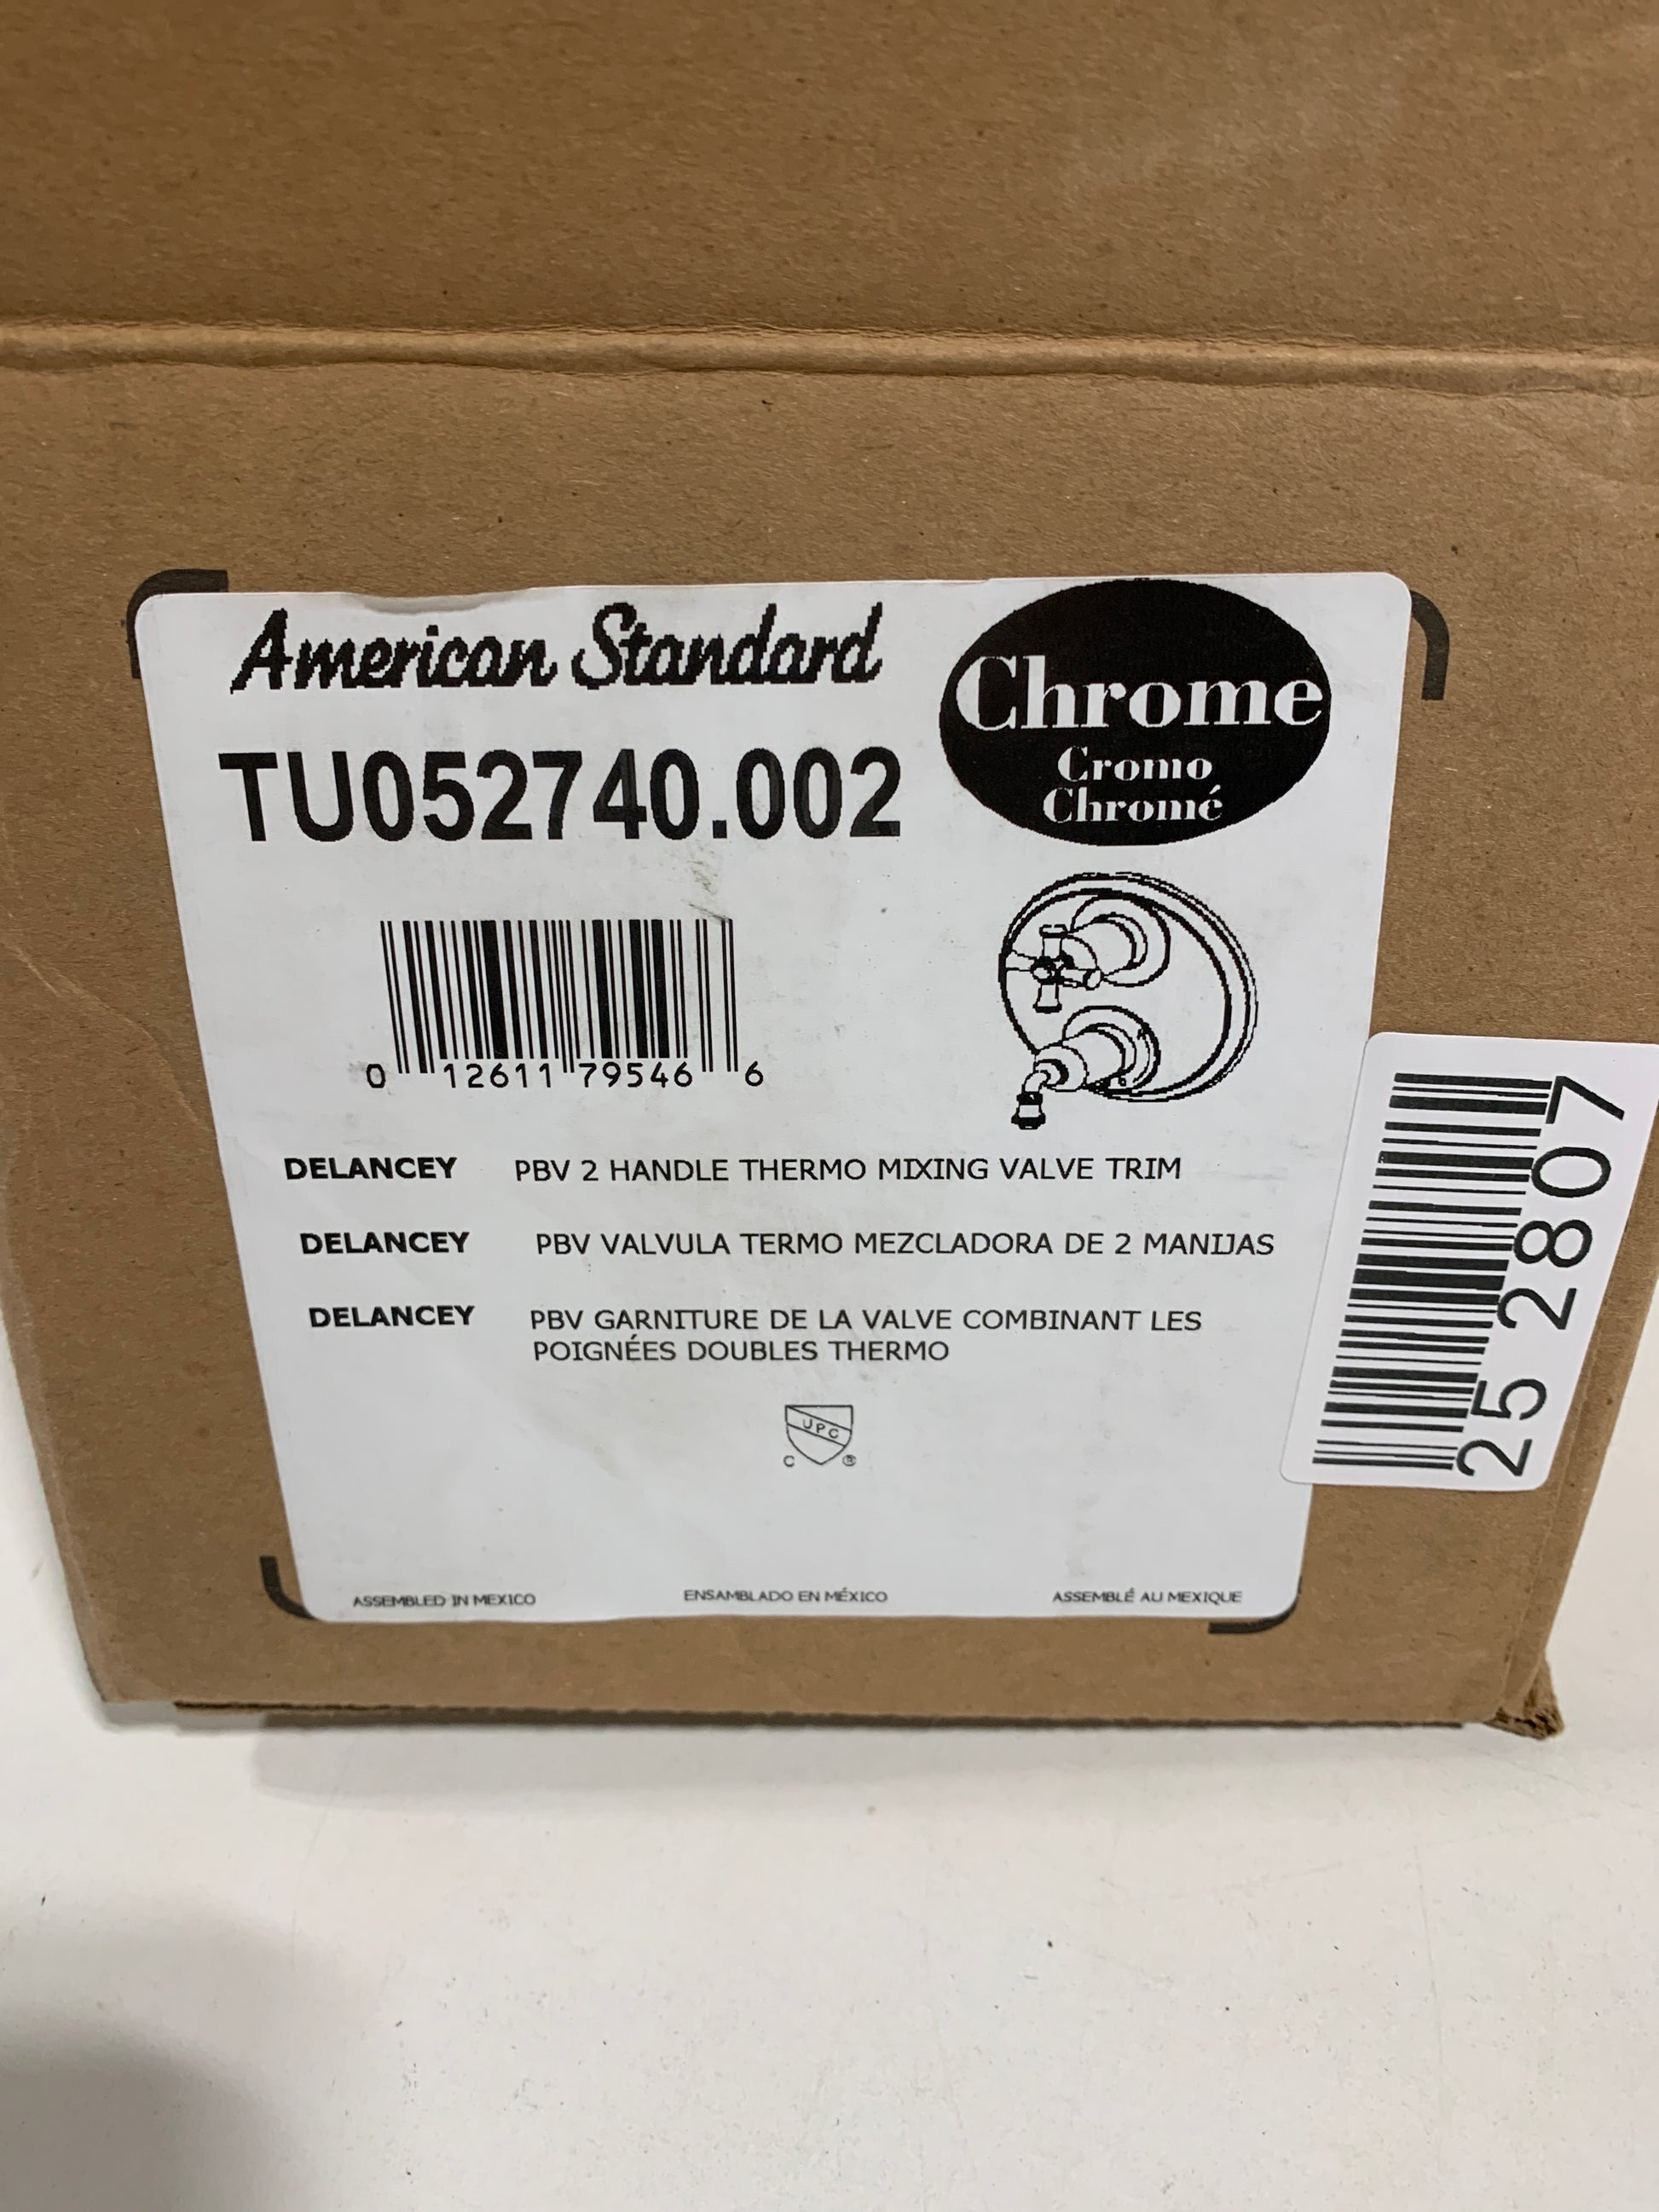 American Standard
Chrome
Cromo
Chromé
TU052740.002
0 12611 79546 6
DELANCEY PBV 2 HANDLE THERMO MIXING VALVE TRIM
DELANCEY PBV VALVULA TERMO MEZCLADORA DE 2 MANIJAS
DELANCEY PBV GARNITURE DE LA VALVE COMBINANT LES
POIGNÉES DOUBLES THERMO
UPC
C ®
ASSEMBLED IN MEXICO ENSAMBLADO EN MÉXICO ASSEMBLÉ AU MEXIQUE
25 2807